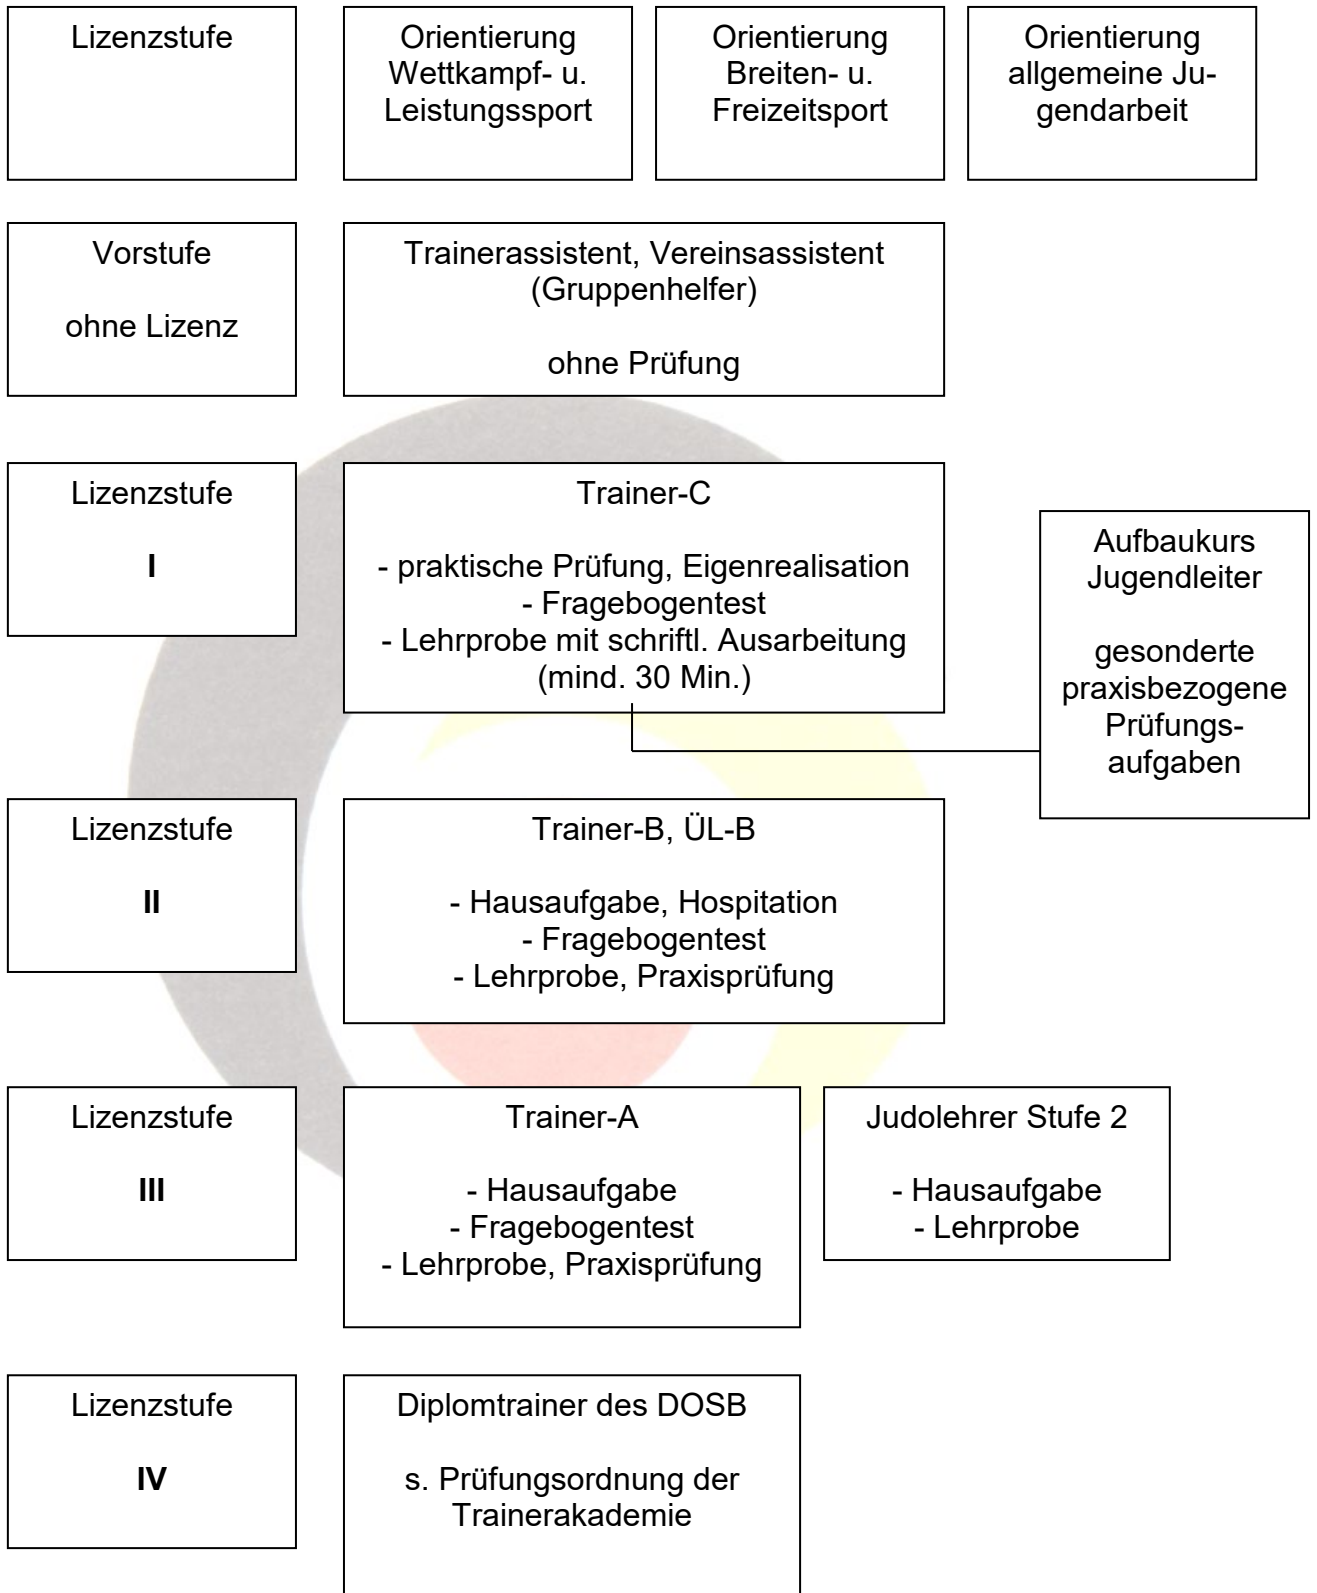 Lizenzstufe
Orientierung
Wettkampf- u.
Leistungssport
Orientierung
Breiten- u.
Freizeitsport
Orientierung
allgemeine Ju-
gendarbeit
Vorstufe
ohne Lizenz
Trainerassistent, Vereinsassistent
(Gruppenhelfer)
ohne Prüfung
Lizenzstufe
I
Trainer-C
- praktische Prüfung, Eigenrealisation
- Fragebogentest
- Lehrprobe mit schriftl. Ausarbeitung
(mind. 30 Min.)
Aufbaukurs
Jugendleiter
gesonderte
praxisbezogene
Prüfungs-
aufgaben
Lizenzstufe
II
Trainer-B, ÜL-B
- Hausaufgabe, Hospitation
- Fragebogentest
- Lehrprobe, Praxisprüfung
Lizenzstufe
III
Trainer-A
- Hausaufgabe
- Fragebogentest
- Lehrprobe, Praxisprüfung
Judolehrer Stufe 2
- Hausaufgabe
- Lehrprobe
Lizenzstufe
IV
Diplomtrainer des DOSB
s. Prüfungsordnung der
Trainerakademie